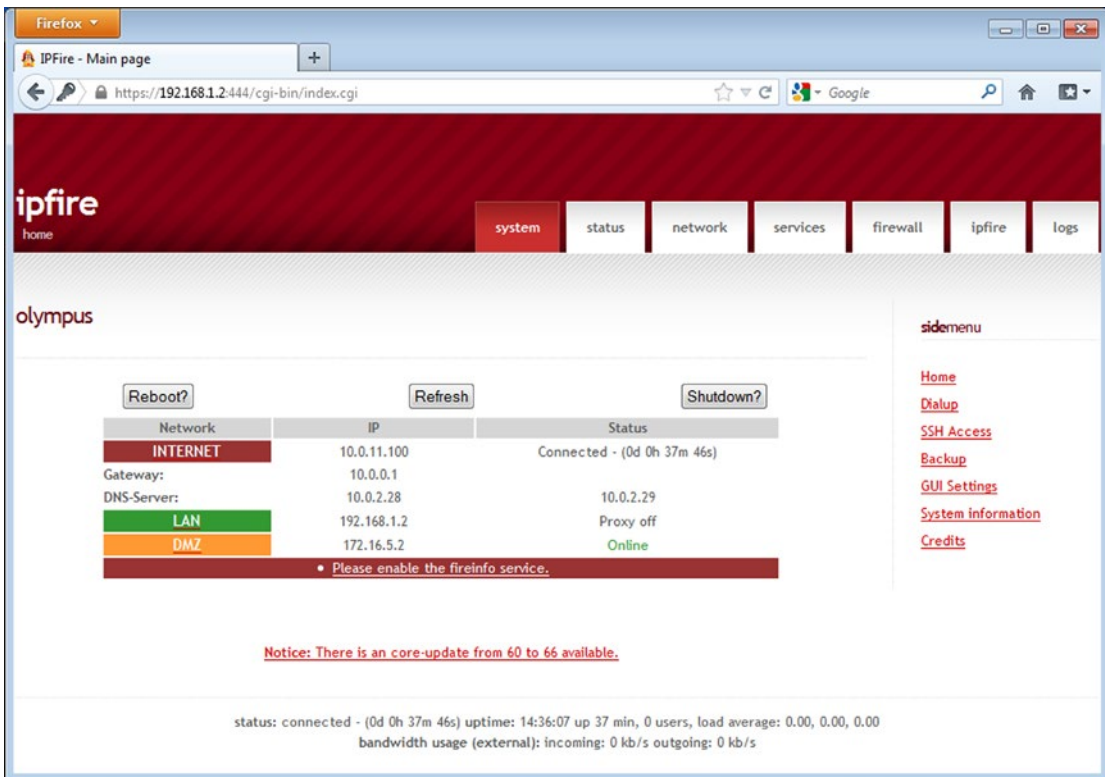 Firefox
IPFire - Main page
https://192.168.1.2:444/cgi-bin/index.cgi
Google
ipfire
home
system status network services firewall ipfire logs
olympus
sidemenu
Reboot? Refresh Shutdown?
Network IP Status
INTERNET 10.0.11.100 Connected - (0d 0h 37m 46s)
Gateway: 10.0.0.1
DNS-Server: 10.0.2.28 10.0.2.29
LAN 192.168.1.2 Proxy off
DMZ 172.16.5.2 Online
• Please enable the fireinfo service.
Home
Dialup
SSH Access
Backup
GUI Settings
System information
Credits
Notice: There is an core-update from 60 to 66 available.
status: connected - (0d 0h 37m 46s) uptime: 14:36:07 up 37 min, 0 users, load average: 0.00, 0.00, 0.00
bandwidth usage (external): incoming: 0 kb/s outgoing: 0 kb/s